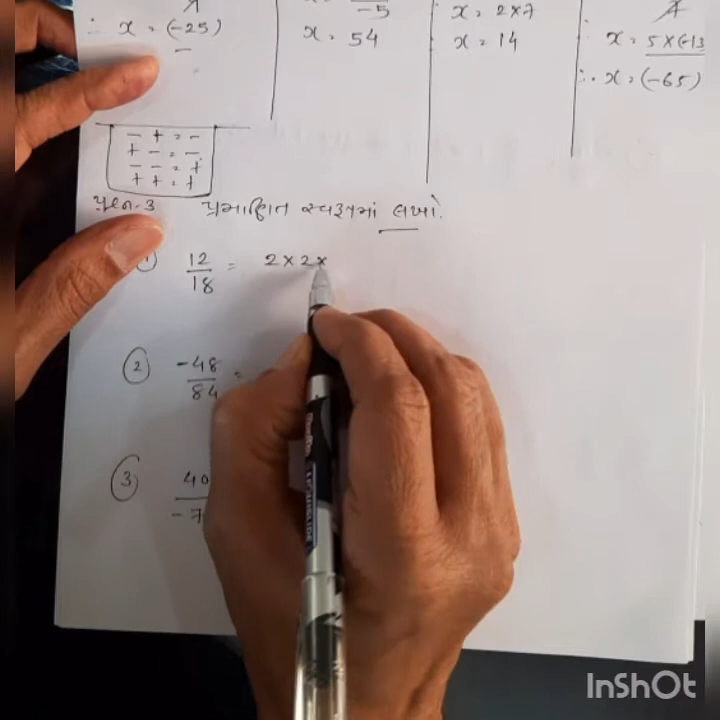 -5
x = 2×7
∴ x = (-25)
x = 54
x = 14
∴ x = 5×(-13
∴ x = (-65)
- + = -
+ - = -
- - = +
+ + = +
પ્રશ્ન-3 પ્રમાણિત સ્વરૂપમાં લખો.
1) 12/18 = 2×2×
2 -48/84 =
3 40
InShOt